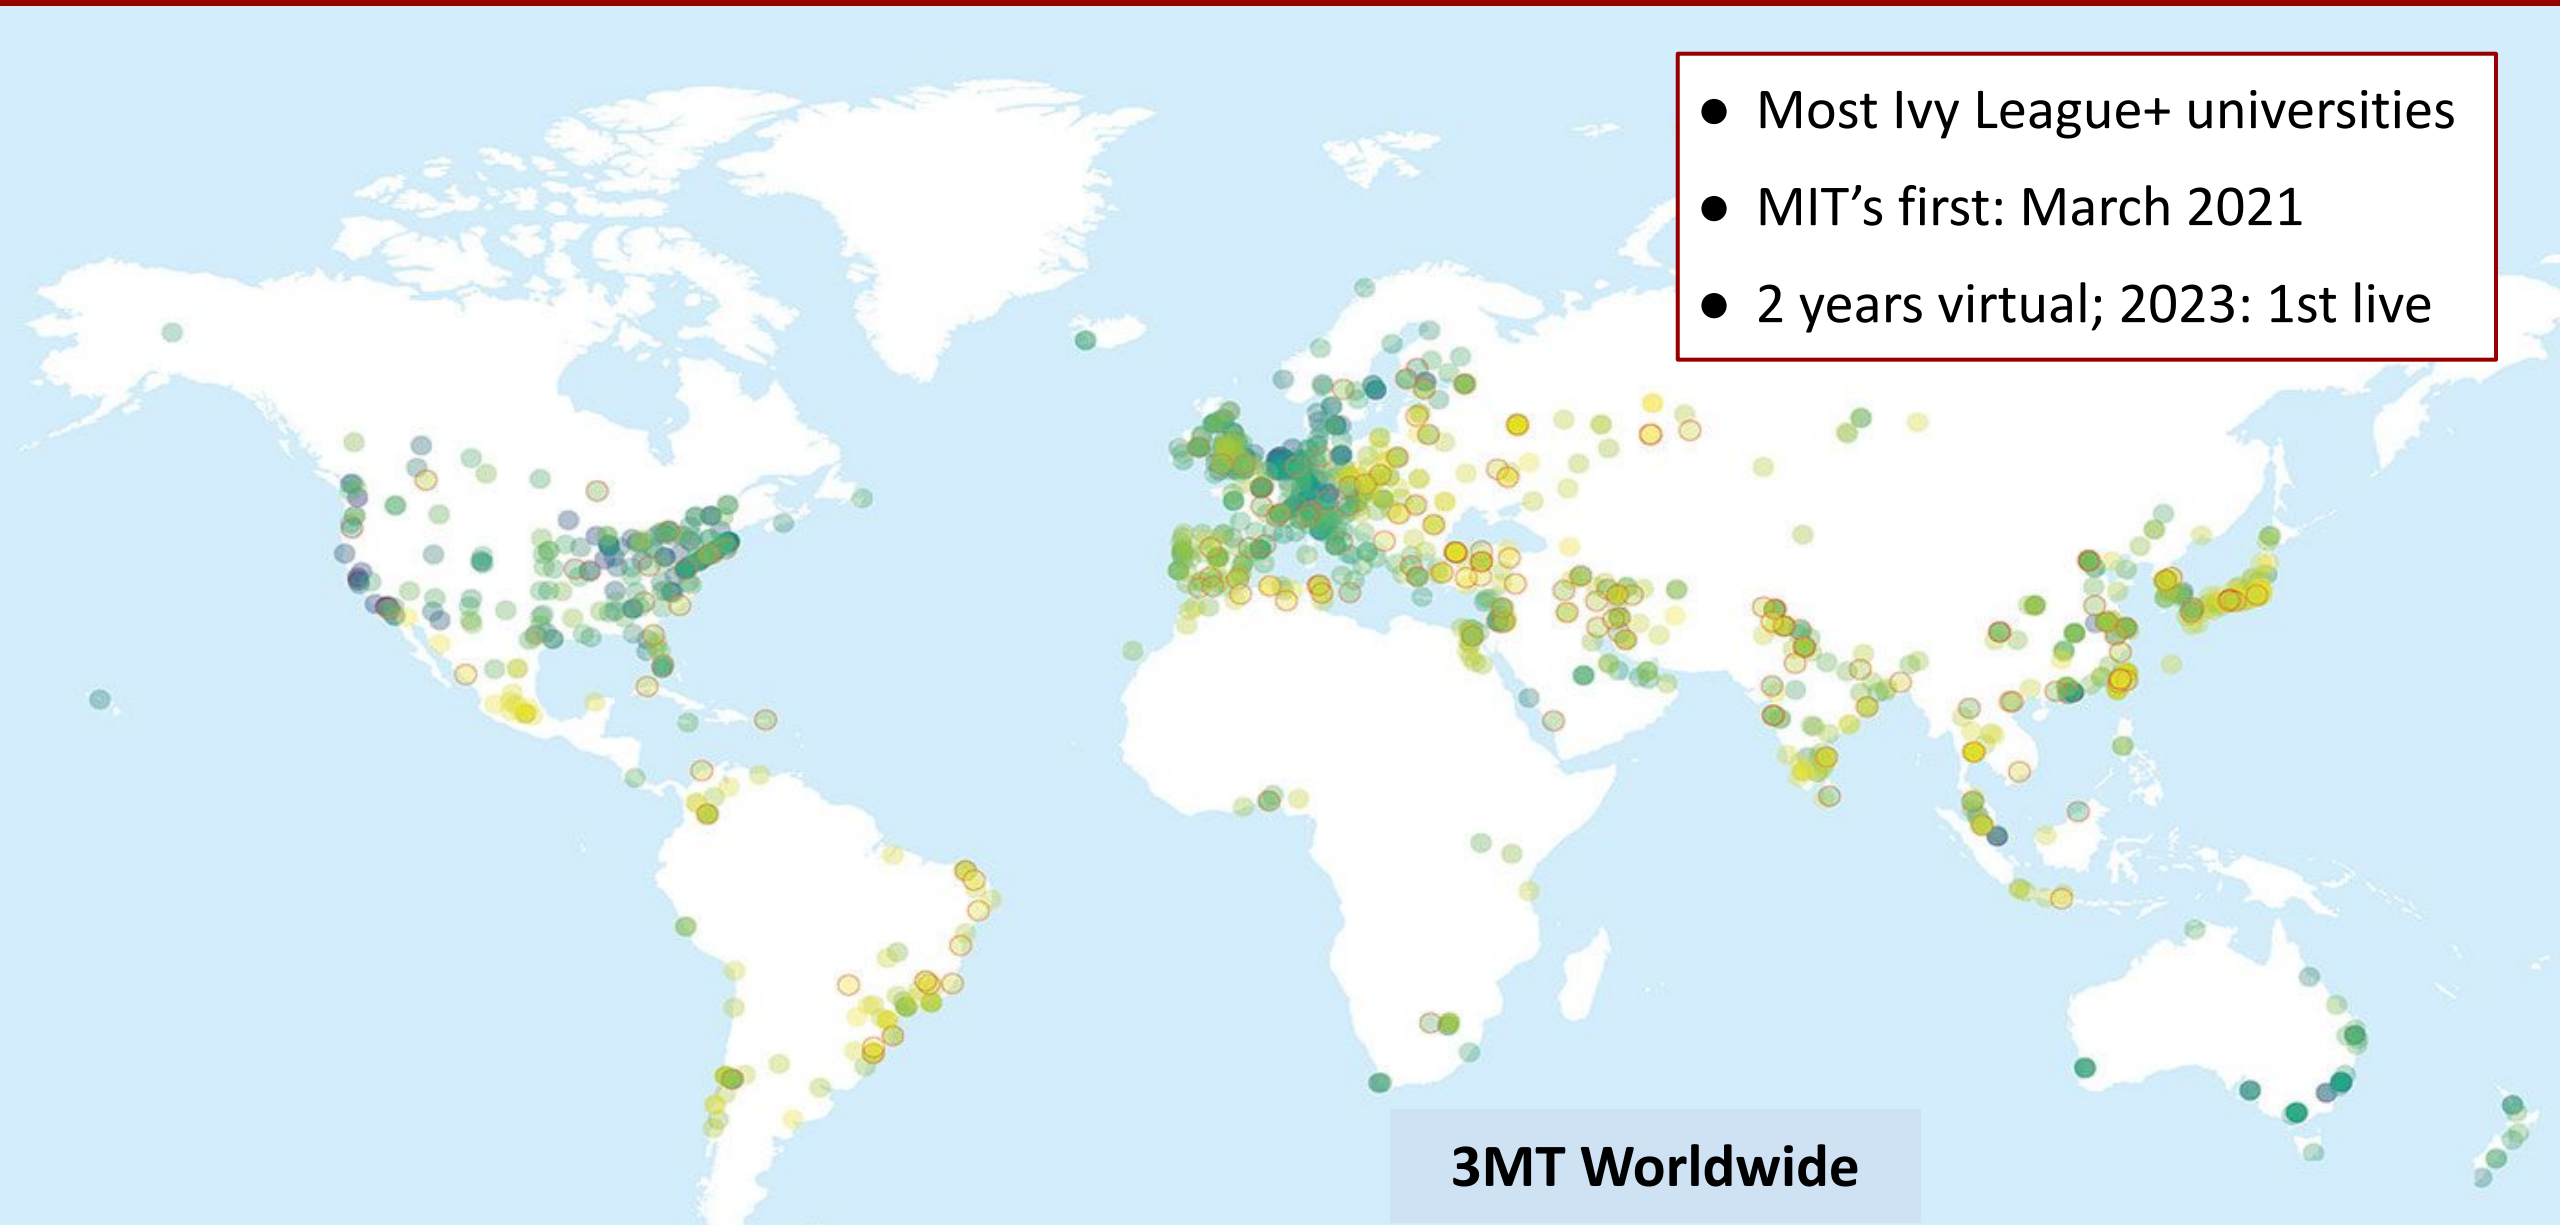 ● Most Ivy League+ universities
● MIT’s first: March 2021
● 2 years virtual; 2023: 1st live
3MT Worldwide